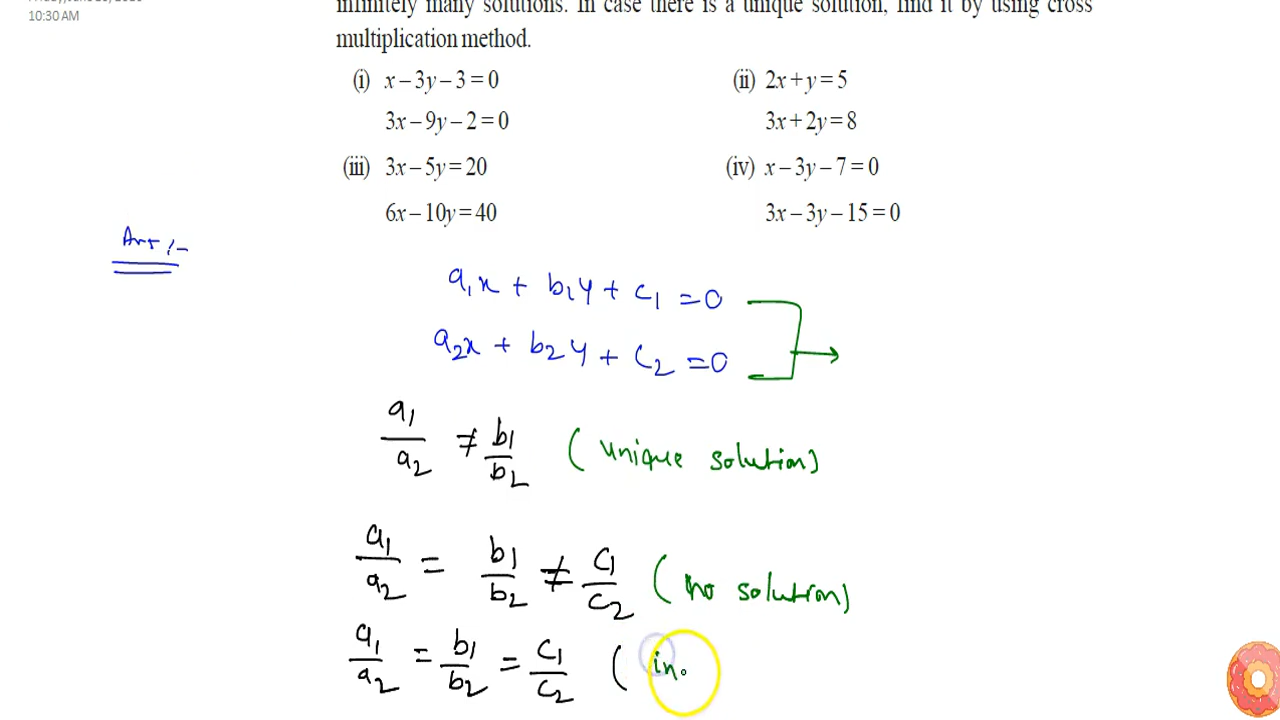 10:30 AM
infinitely many solutions. In case there is a unique solution, find it by using cross
multiplication method.
(i) x – 3y – 3 = 0 (ii) 2x + y = 5
3x – 9y – 2 = 0 3x + 2y = 8
(iii) 3x – 5y = 20 (iv) x – 3y – 7 = 0
6x – 10y = 40 3x – 3y – 15 = 0
a₁x + b₁y + c₁ = 0
a₂x + b₂y + c₂ = 0
a₁/a₂ ≠ b₁/b₂ (unique solution)
a₁/a₂ = b₁/b₂ ≠ c₁/c₂ (no solution)
a₁/a₂ = b₁/b₂ = c₁/c₂ ( in